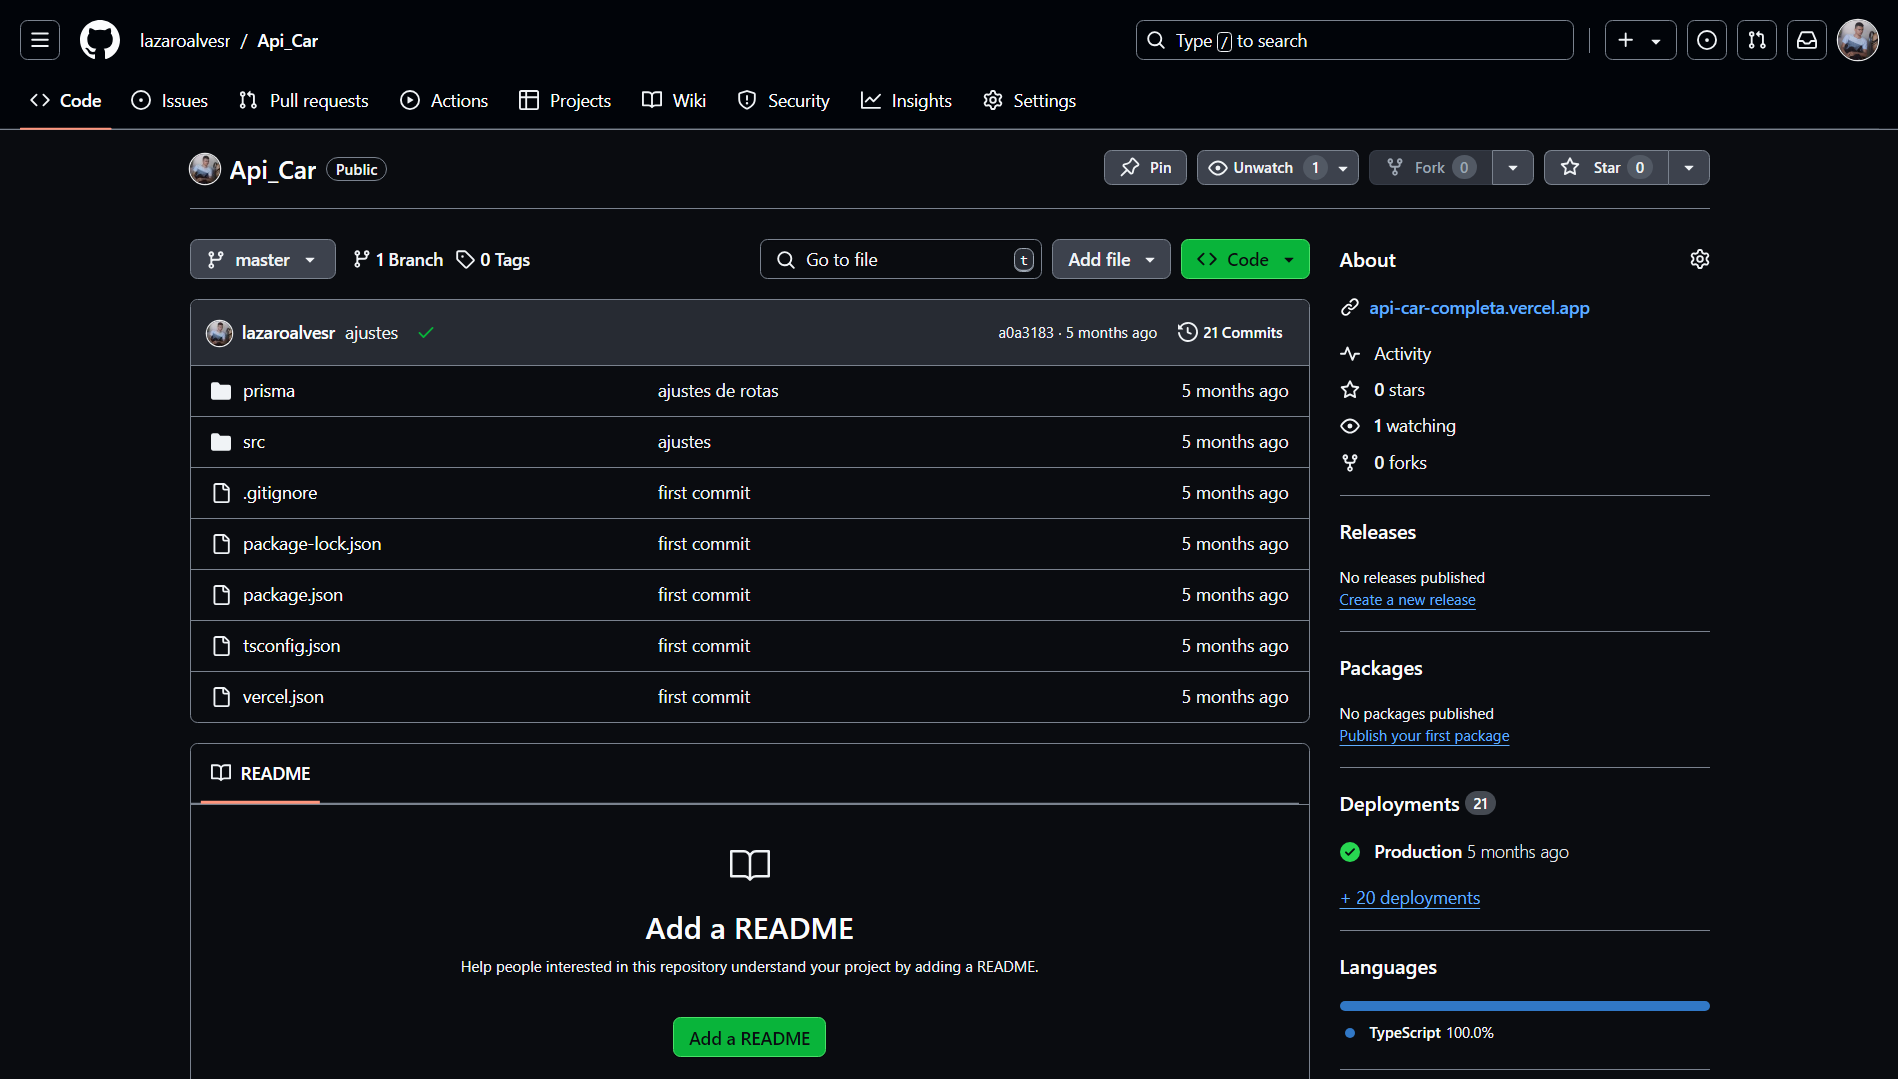 lazaroalvesr / Api_Car
Type / to search
Code Issues Pull requests Actions Projects Wiki Security Insights Settings
Api_Car Public
Pin Unwatch 1 Fork 0 Star 0
master 1 Branch 0 Tags
Go to file t Add file Code
lazaroalvesr ajustes a0a3183 · 5 months ago 21 Commits
prisma ajustes de rotas 5 months ago
src ajustes 5 months ago
.gitignore first commit 5 months ago
package-lock.json first commit 5 months ago
package.json first commit 5 months ago
tsconfig.json first commit 5 months ago
vercel.json first commit 5 months ago
README
Add a README
Help people interested in this repository understand your project by adding a README.
Add a README
About
api-car-completa.vercel.app
Activity
0 stars
1 watching
0 forks
Releases
No releases published
Create a new release
Packages
No packages published
Publish your first package
Deployments 21
Production 5 months ago
+ 20 deployments
Languages
TypeScript 100.0%